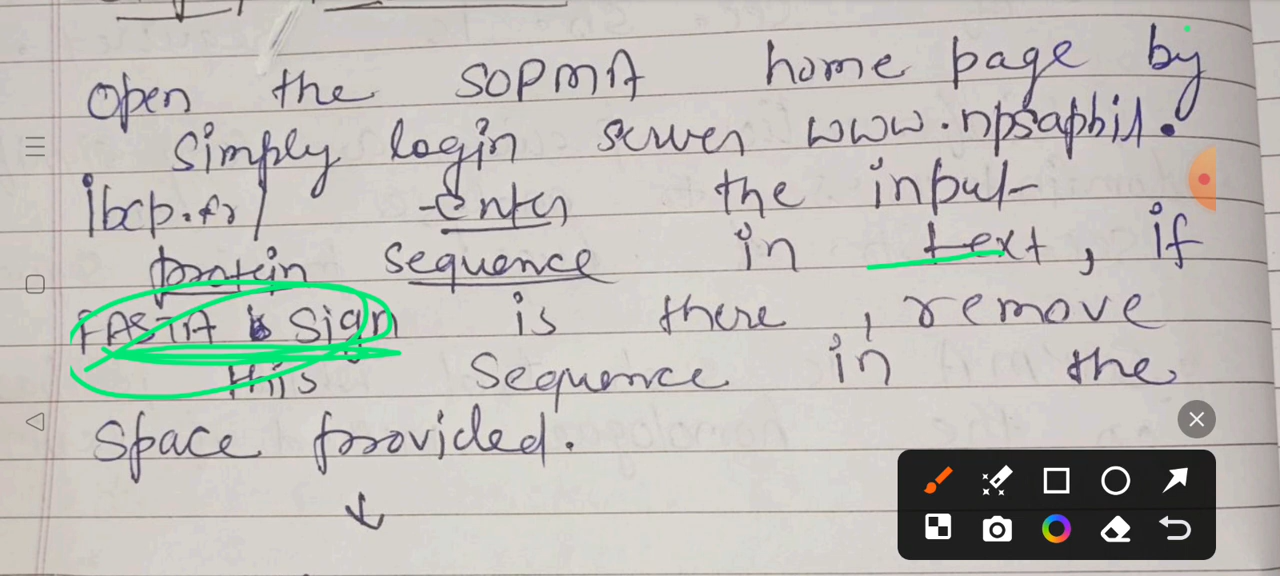 Open the SOPMA home page by
Simply login server www.npsaphil.
ibcp.fr/ enter the input
protein sequence in text, if
FASTA sign is there, remove
this sequence in the
space provided.
↓